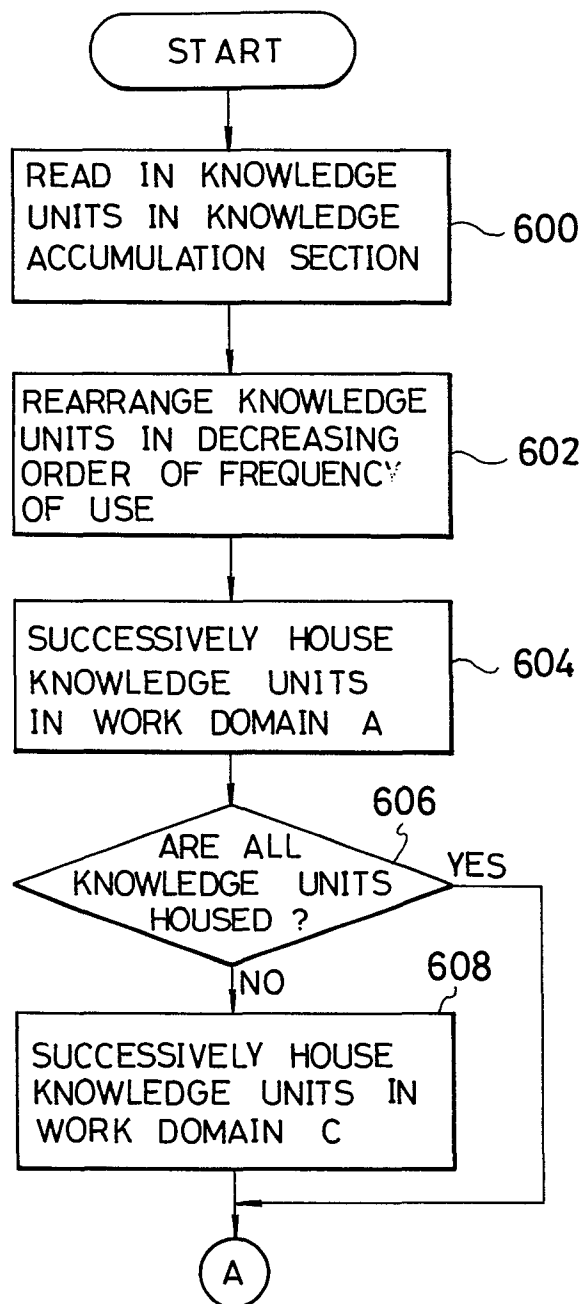 START
READ IN KNOWLEDGE
UNITS IN KNOWLEDGE
ACCUMULATION SECTION
600
REARRANGE KNOWLEDGE
UNITS IN DECREASING
ORDER OF FREQUENCY
OF USE
602
SUCCESSIVELY HOUSE
KNOWLEDGE UNITS
IN WORK DOMAIN A
604
606
ARE ALL
KNOWLEDGE UNITS
HOUSED ?
YES
NO
608
SUCCESSIVELY HOUSE
KNOWLEDGE UNITS IN
WORK DOMAIN C
A